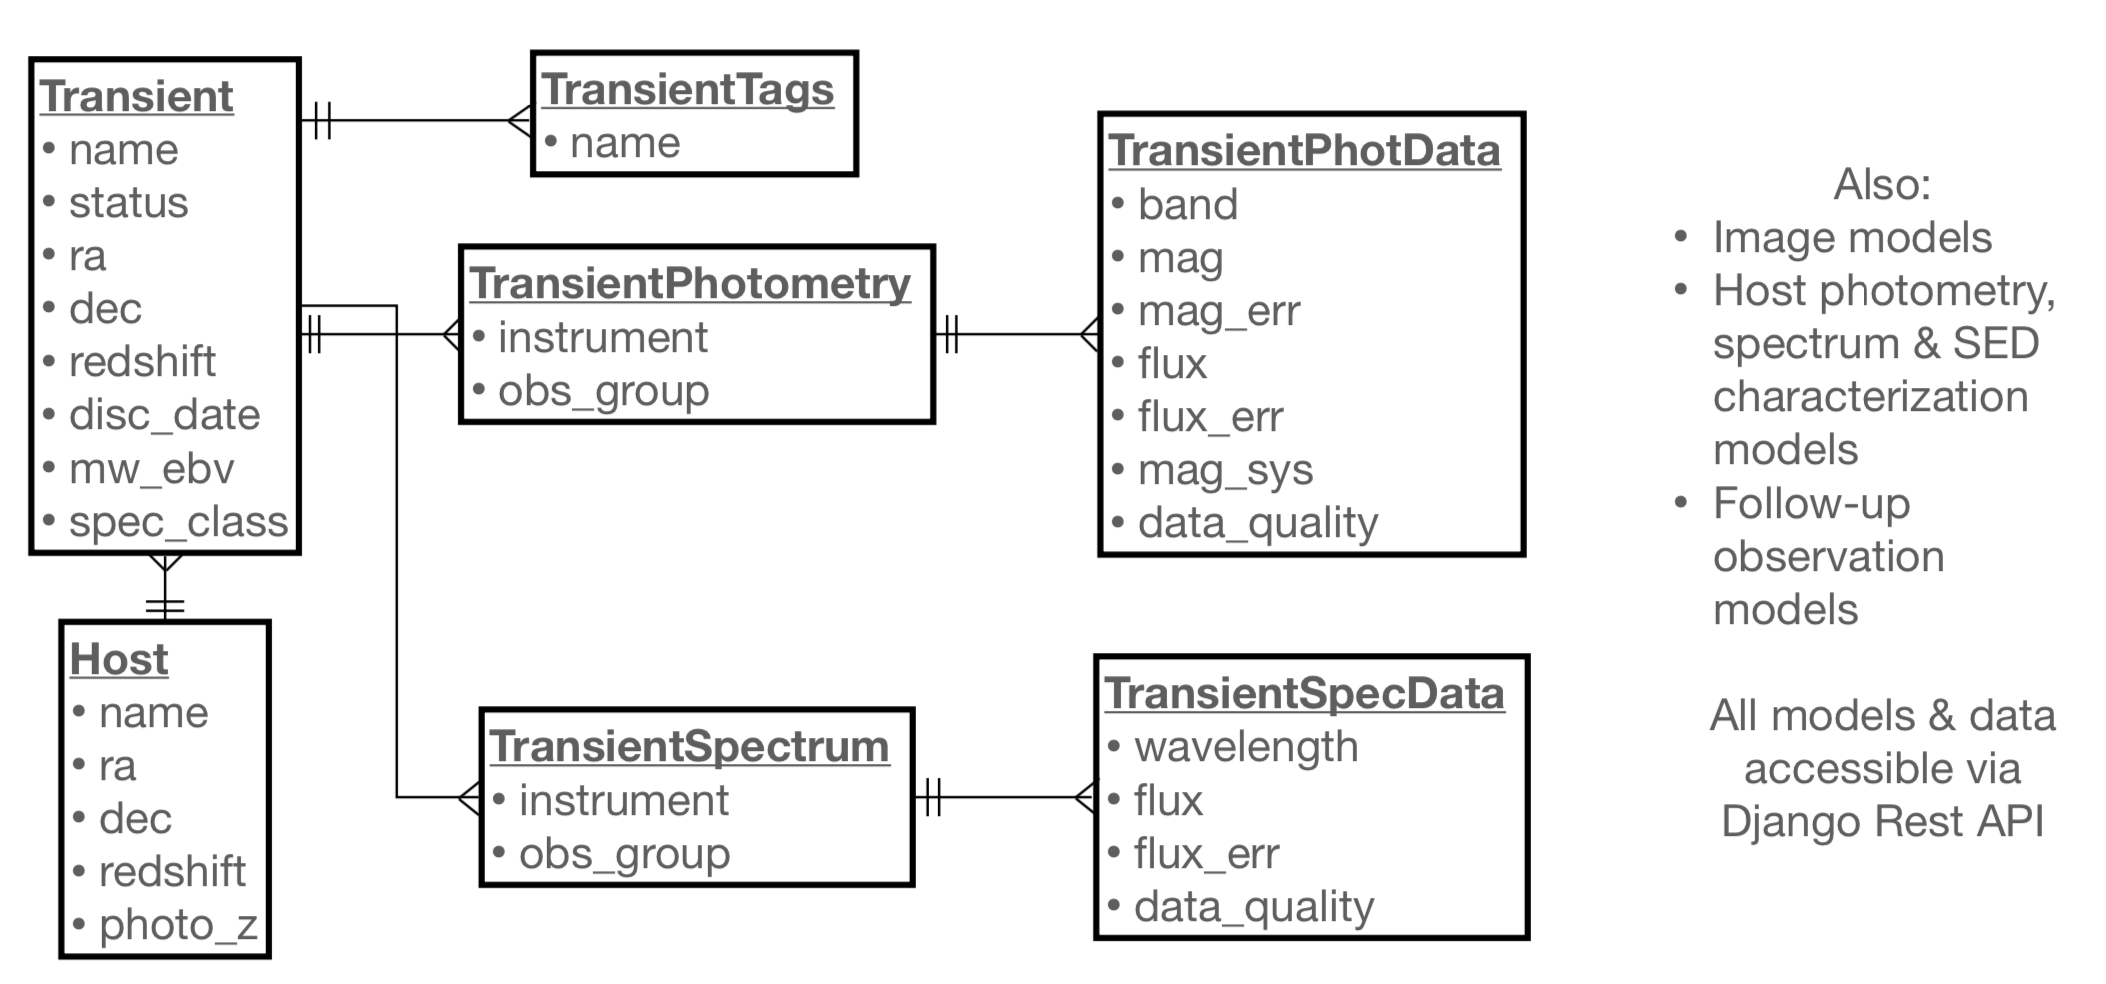 Transient
• name
• status
• ra
• dec
• redshift
• disc_date
• mw_ebv
• spec_class
TransientTags
• name
TransientPhotometry
• instrument
• obs_group
TransientPhotData
• band
• mag
• mag_err
• flux
• flux_err
• mag_sys
• data_quality
Host
• name
• ra
• dec
• redshift
• photo_z
TransientSpectrum
• instrument
• obs_group
TransientSpecData
• wavelength
• flux
• flux_err
• data_quality
Also:
• Image models
• Host photometry,
spectrum & SED
characterization
models
• Follow-up
observation
models
All models & data
accessible via
Django Rest API